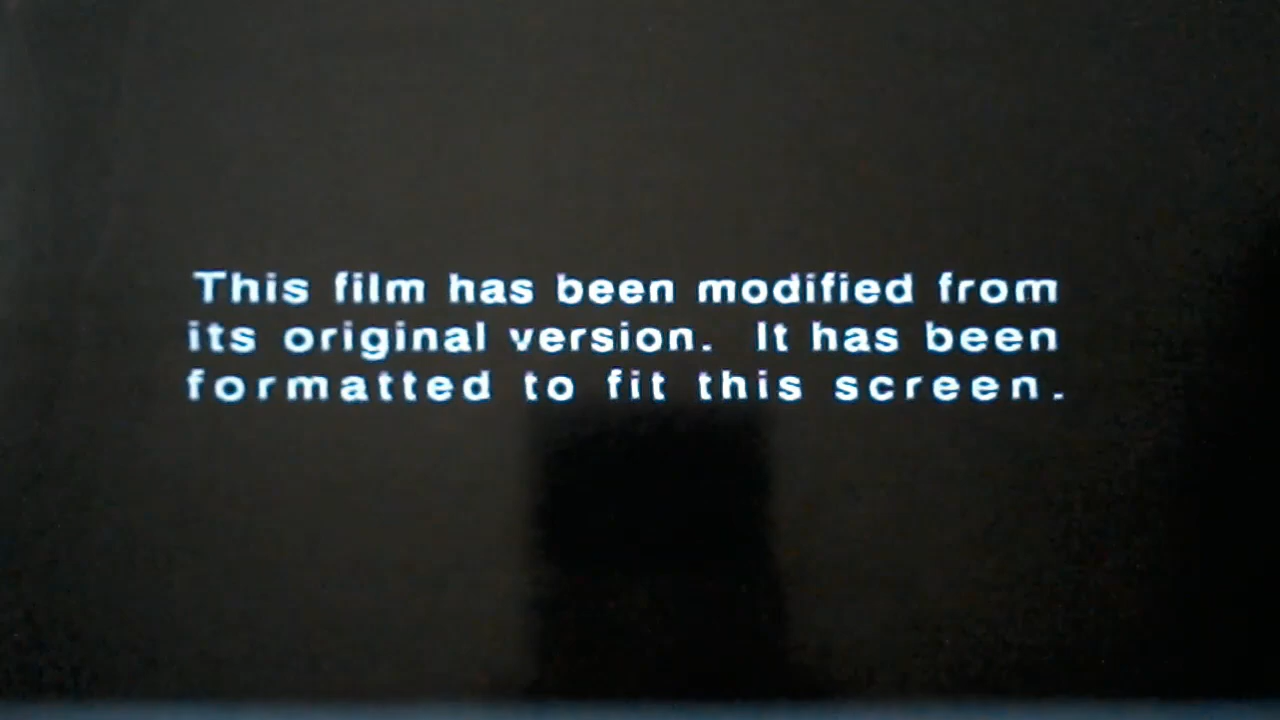 This film has been modified from
its original version. It has been
formatted to fit this screen.